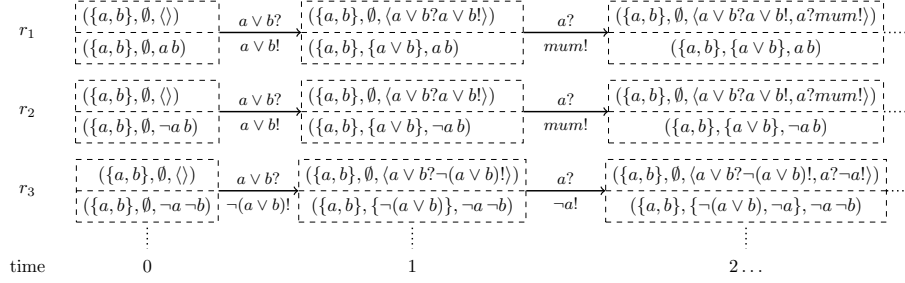 ({a, b}, ∅, ⟨⟩) a ∨ b? ({a, b}, ∅, ⟨a ∨ b?a ∨ b!⟩) a? ({a, b}, ∅, ⟨a ∨ b?a ∨ b!, a?mum!⟩)
r₁
({a, b}, ∅, a b) a ∨ b! ({a, b}, {a ∨ b}, a b) mum! ({a, b}, {a ∨ b}, a b)
({a, b}, ∅, ⟨⟩) a ∨ b? ({a, b}, ∅, ⟨a ∨ b?a ∨ b!⟩) a? ({a, b}, ∅, ⟨a ∨ b?a ∨ b!, a?mum!⟩)
r₂
({a, b}, ∅, ¬a b) a ∨ b! ({a, b}, {a ∨ b}, ¬a b) mum! ({a, b}, {a ∨ b}, ¬a b)
({a, b}, ∅, ⟨⟩) a ∨ b? ({a, b}, ∅, ⟨a ∨ b?¬(a ∨ b)!⟩) a? ({a, b}, ∅, ⟨a ∨ b?¬(a ∨ b)!, a?¬a!⟩)
r₃
({a, b}, ∅, ¬a ¬b) ¬(a ∨ b)! ({a, b}, {¬(a ∨ b)}, ¬a ¬b) ¬a! ({a, b}, {¬(a ∨ b), ¬a}, ¬a ¬b)
time 0 1 2 ...